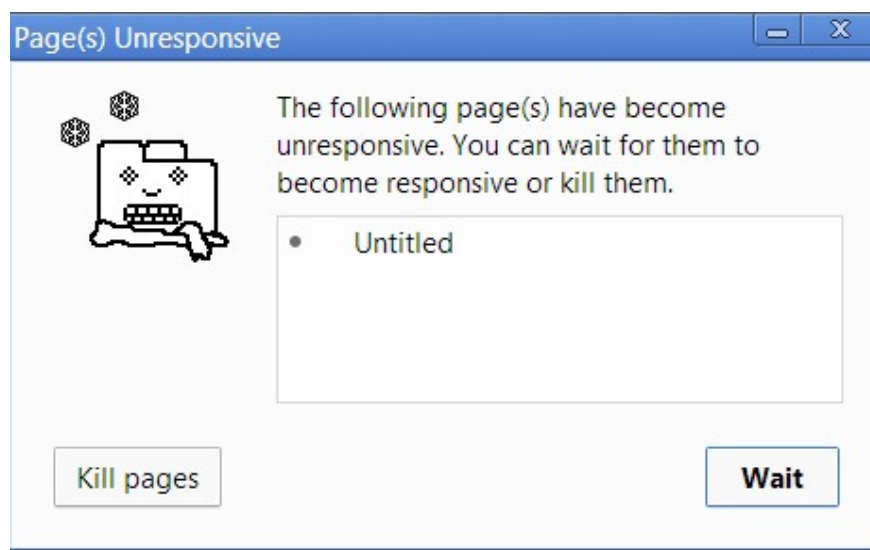 Page(s) Unresponsive
The following page(s) have become
unresponsive. You can wait for them to
become responsive or kill them.
• Untitled
Kill pages
Wait